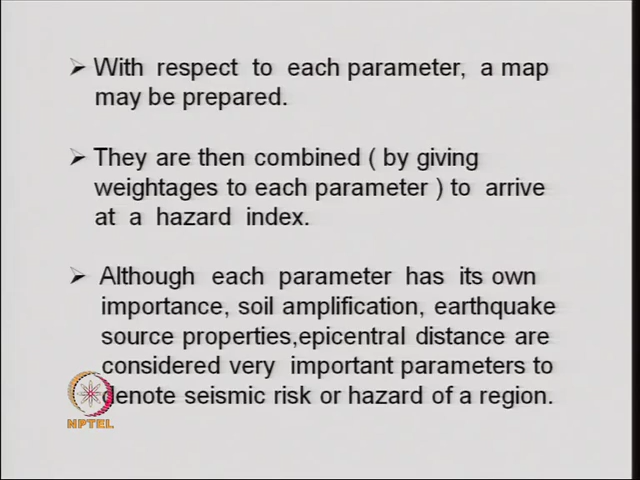 ➢ With respect to each parameter, a map
may be prepared.
➢ They are then combined ( by giving
weightages to each parameter ) to arrive
at a hazard index.
➢ Although each parameter has its own
importance, soil amplification, earthquake
source properties,epicentral distance are
considered very important parameters to
denote seismic risk or hazard of a region.
NPTEL